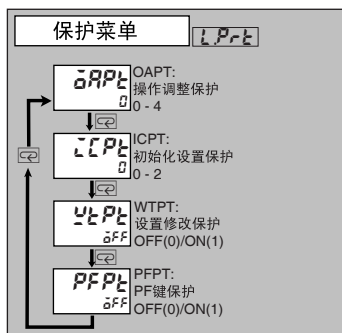 保护菜单
L.Prt
oAPt
0
OAPT:
操作调整保护
0 - 4
iCPt
0
ICPT:
初始化设置保护
0 - 2
WtPt
oFF
WTPT:
设置修改保护
OFF(0)/ON(1)
PFPt
oFF
PFPT:
PF键保护
OFF(0)/ON(1)